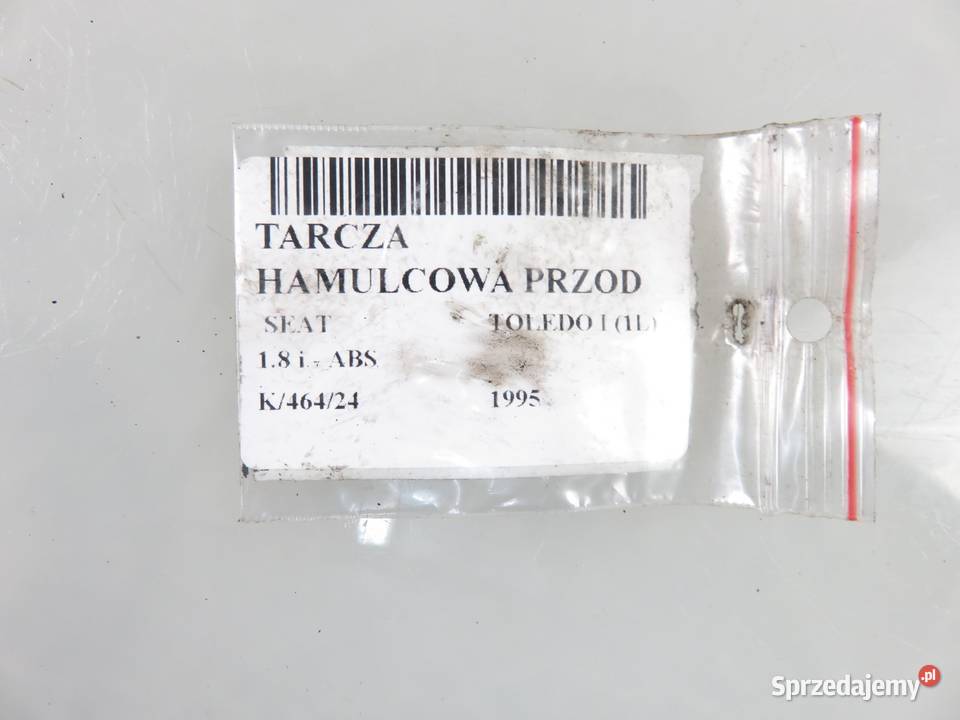 TARCZA
HAMULCOWA PRZOD
SEAT TOLEDO I (1L)
1.8 i - ABS
K/464/24 1995
Sprzedajemy.pl